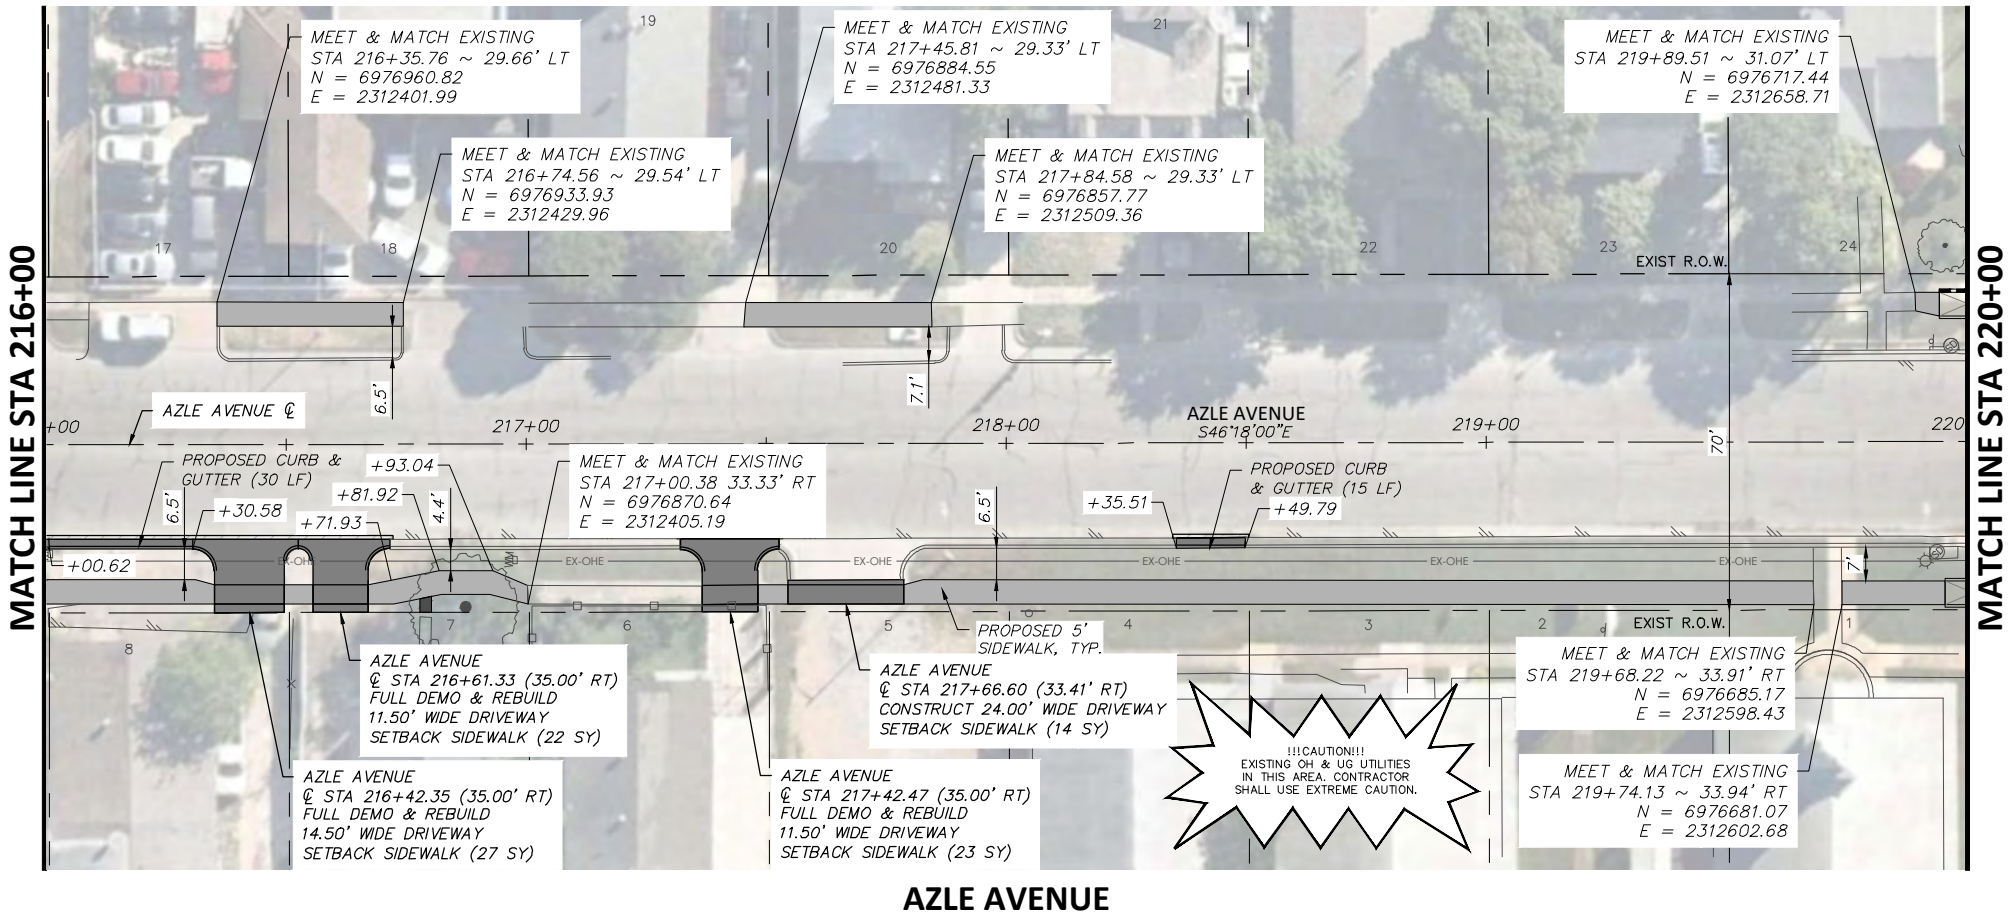 MEET & MATCH EXISTING
STA 216+35.76 ~ 29.66' LT
N = 6976960.82
E = 2312401.99
19
MEET & MATCH EXISTING
STA 217+45.81 ~ 29.33' LT
N = 6976884.55
E = 2312481.33
21
MEET & MATCH EXISTING
STA 219+89.51 ~ 31.07' LT
N = 6976717.44
E = 2312658.71
MEET & MATCH EXISTING
STA 216+74.56 ~ 29.54' LT
N = 6976933.93
E = 2312429.96
MEET & MATCH EXISTING
STA 217+84.58 ~ 29.33' LT
N = 6976857.77
E = 2312509.36
17
18
20
22
23
24
EXIST R.O.W.
MATCH LINE STA 216+00
MATCH LINE STA 220+00
6.5'
7.1'
70'
AZLE AVENUE ℄
+00
217+00
218+00
AZLE AVENUE
S46°18'00"E
219+00
220
PROPOSED CURB &
GUTTER (30 LF)
+93.04
+81.92
+30.58
+71.93
6.5'
4.4'
+00.62
MEET & MATCH EXISTING
STA 217+00.38 33.33' RT
N = 6976870.64
E = 2312405.19
6.5'
+35.51
PROPOSED CURB
& GUTTER (15 LF)
+49.79
EX-OHE
EX-OHE
EX-OHE
EX-OHE
EX-OHE
EX-OHE
WM
7'
8
7
6
5
4
3
2
1
EXIST R.O.W.
PROPOSED 5'
SIDEWALK, TYP.
AZLE AVENUE
℄ STA 216+61.33 (35.00' RT)
FULL DEMO & REBUILD
11.50' WIDE DRIVEWAY
SETBACK SIDEWALK (22 SY)
AZLE AVENUE
℄ STA 217+66.60 (33.41' RT)
CONSTRUCT 24.00' WIDE DRIVEWAY
SETBACK SIDEWALK (14 SY)
MEET & MATCH EXISTING
STA 219+68.22 ~ 33.91' RT
N = 6976685.17
E = 2312598.43
AZLE AVENUE
℄ STA 216+42.35 (35.00' RT)
FULL DEMO & REBUILD
14.50' WIDE DRIVEWAY
SETBACK SIDEWALK (27 SY)
AZLE AVENUE
℄ STA 217+42.47 (35.00' RT)
FULL DEMO & REBUILD
11.50' WIDE DRIVEWAY
SETBACK SIDEWALK (23 SY)
!!!CAUTION!!!
EXISTING OH & UG UTILITIES
IN THIS AREA. CONTRACTOR
SHALL USE EXTREME CAUTION.
MEET & MATCH EXISTING
STA 219+74.13 ~ 33.94' RT
N = 6976681.07
E = 2312602.68
AZLE AVENUE